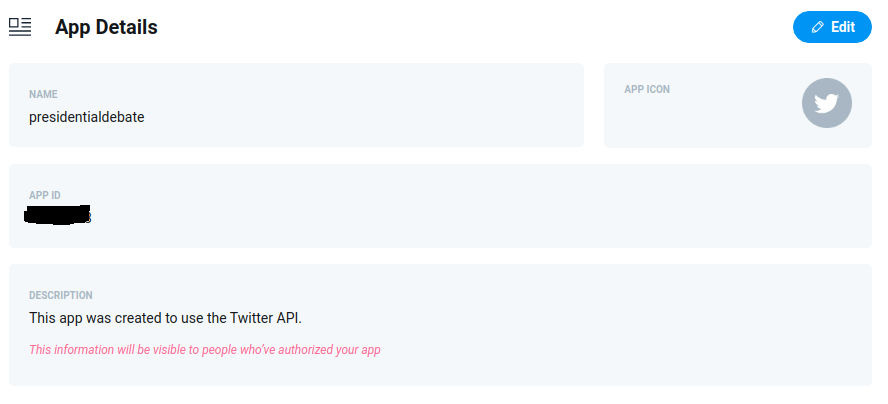 App Details
Edit
NAME
presidentialdebate
APP ICON
APP ID
DESCRIPTION
This app was created to use the Twitter API.
This information will be visible to people who've authorized your app